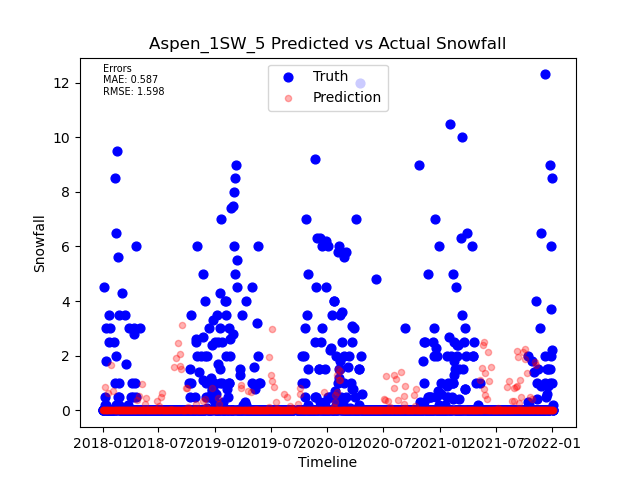 Aspen_1SW_5 Predicted vs Actual Snowfall
Errors
MAE: 0.587
RMSE: 1.598
Truth
Prediction
Snowfall
12
10
8
6
4
2
0
2018-01 2018-07 2019-01 2019-07 2020-01 2020-07 2021-01 2021-07 2022-01
Timeline